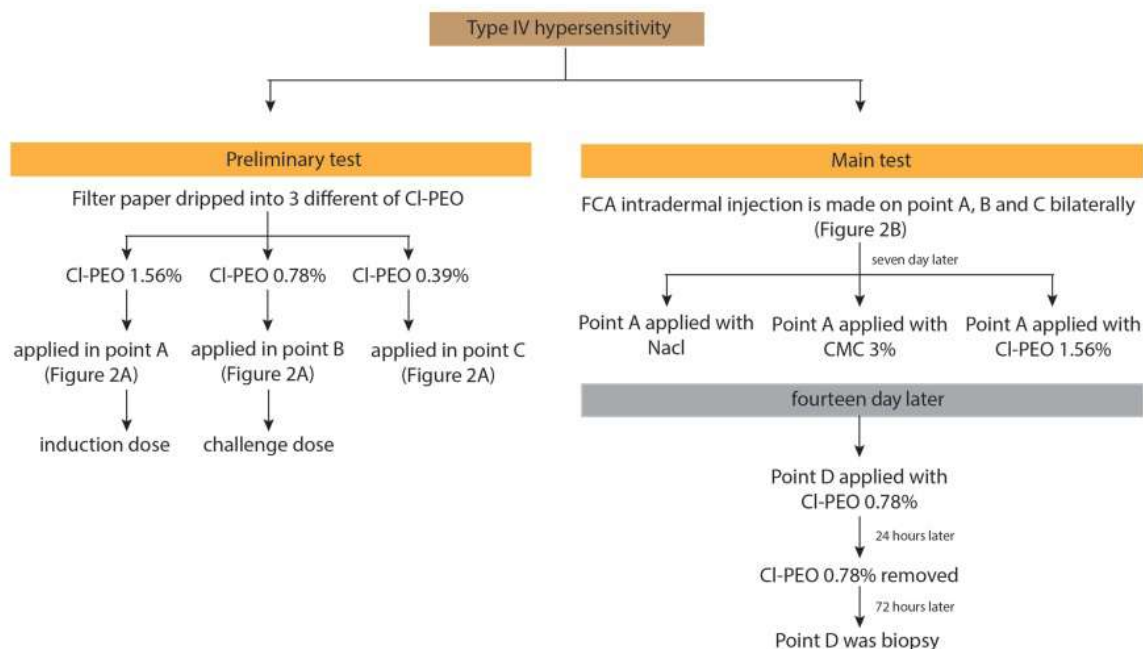 Type IV hypersensitivity
Preliminary test
Filter paper dripped into 3 different of Cl-PEO
Cl-PEO 1.56%
Cl-PEO 0.78%
Cl-PEO 0.39%
applied in point A
(Figure 2A)
applied in point B
(Figure 2A)
applied in point C
(Figure 2A)
induction dose
challenge dose
Main test
FCA intradermal injection is made on point A, B and C bilaterally
(Figure 2B)
seven day later
Point A applied with
Nacl
Point A applied with
CMC 3%
Point A applied with
Cl-PEO 1.56%
fourteen day later
Point D applied with
Cl-PEO 0.78%
24 hours later
Cl-PEO 0.78% removed
72 hours later
Point D was biopsy